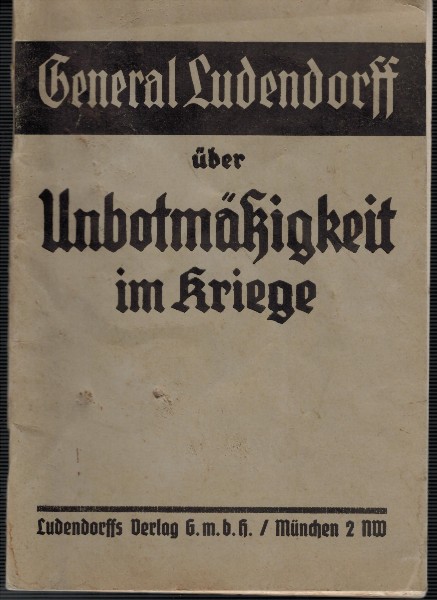 General Ludendorff
über
Unbotmäßigkeit
im Kriege
Ludendorffs Verlag G.m.b.H. / München 2 NW